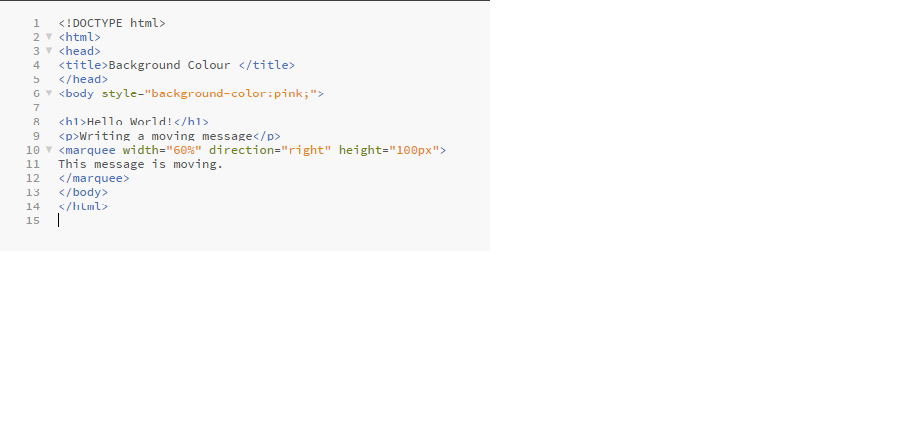 1 <!DOCTYPE html>
2 <html>
3 <head>
4 <title>Background Colour </title>
5 </head>
6 <body style="background-color:pink;">
7
8 <h1>Hello World!</h1>
9 <p>Writing a moving message</p>
10 <marquee width="60%" direction="right" height="100px">
11 This message is moving.
12 </marquee>
13 </body>
14 </html>
15